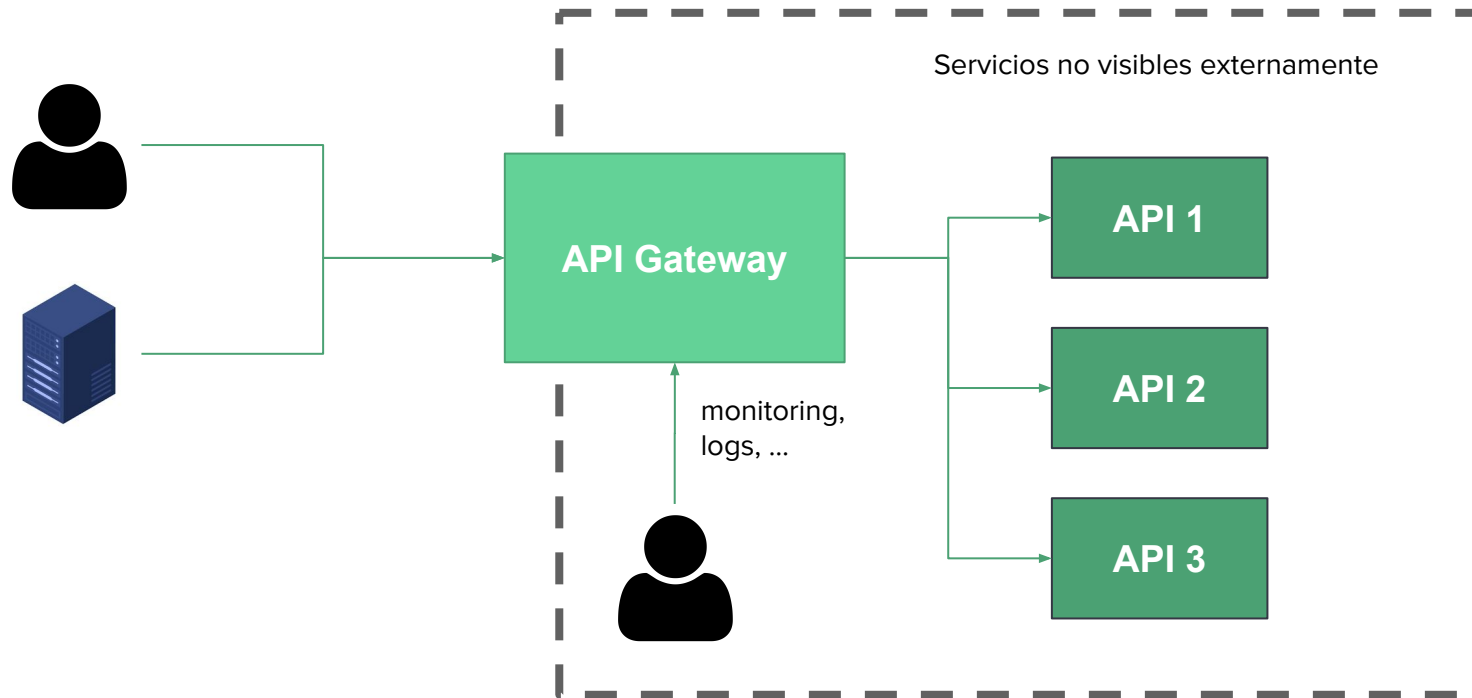 Servicios no visibles externamente
API Gateway
API 1
API 2
API 3
monitoring,
logs, ...